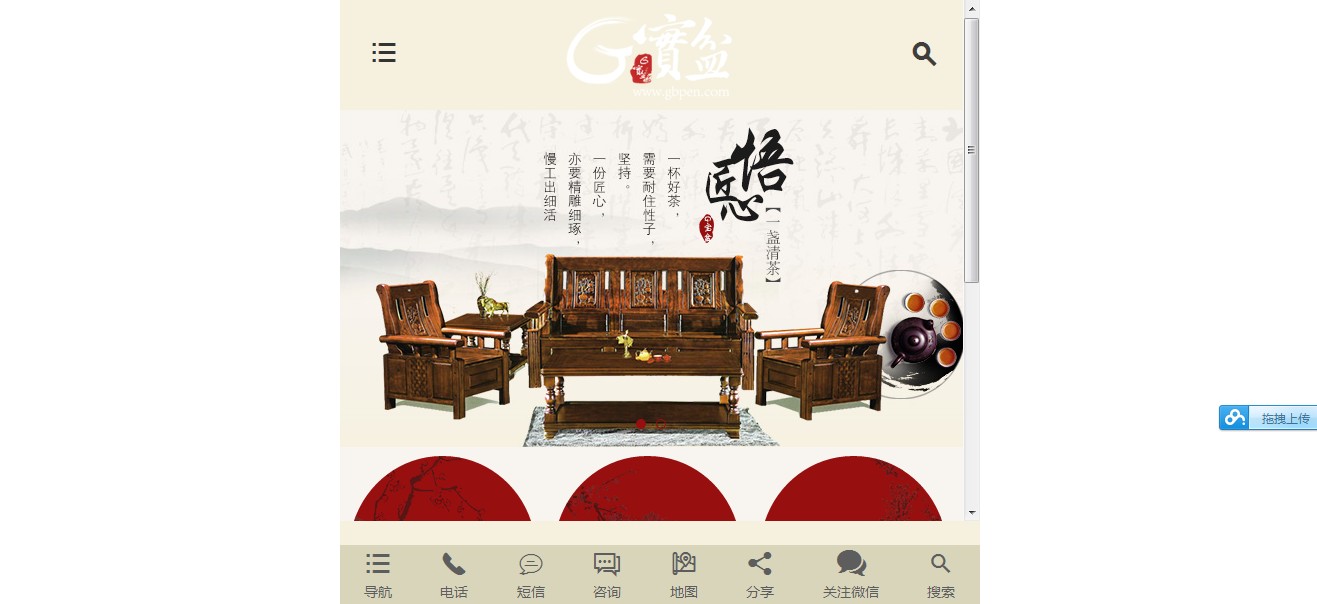 G 寶盆
www.gbpen.com
悟
匠心
【一盏清茶】
一杯好茶，
需要耐住性子，
坚持。
一份匠心，
亦要精雕细琢，
慢工出细活
拖拽上传
导航
电话
短信
咨询
地图
分享
关注微信
搜索